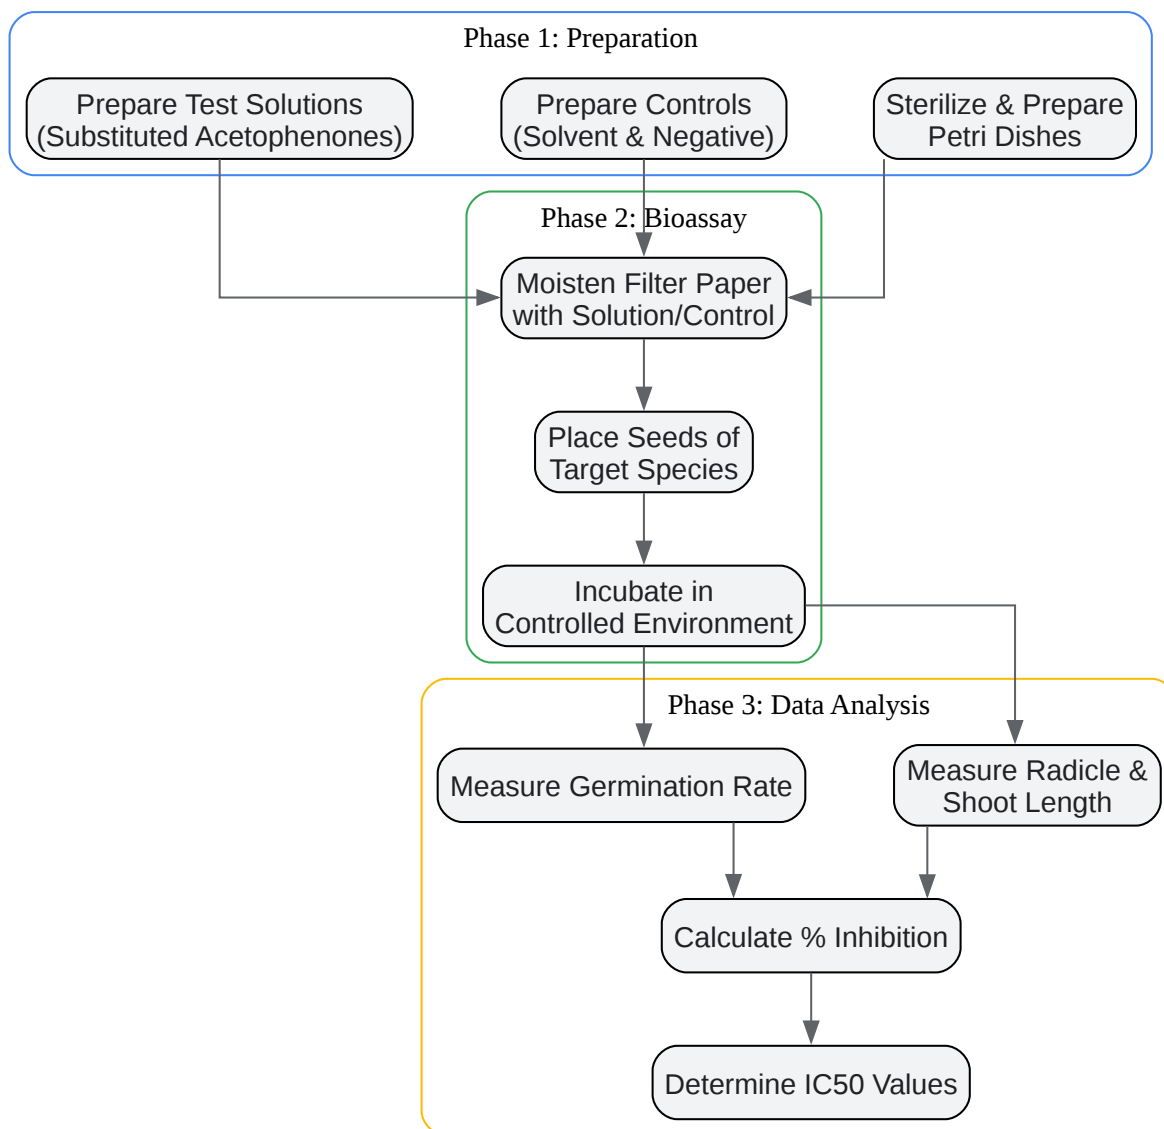 Phase 1: Preparation
Prepare Test Solutions
(Substituted Acetophenones)
Prepare Controls
(Solvent & Negative)
Sterilize & Prepare
Petri Dishes
Phase 2: Bioassay
Moisten Filter Paper
with Solution/Control
Place Seeds of
Target Species
Incubate in
Controlled Environment
Phase 3: Data Analysis
Measure Germination Rate
Measure Radicle &
Shoot Length
Calculate % Inhibition
Determine IC50 Values